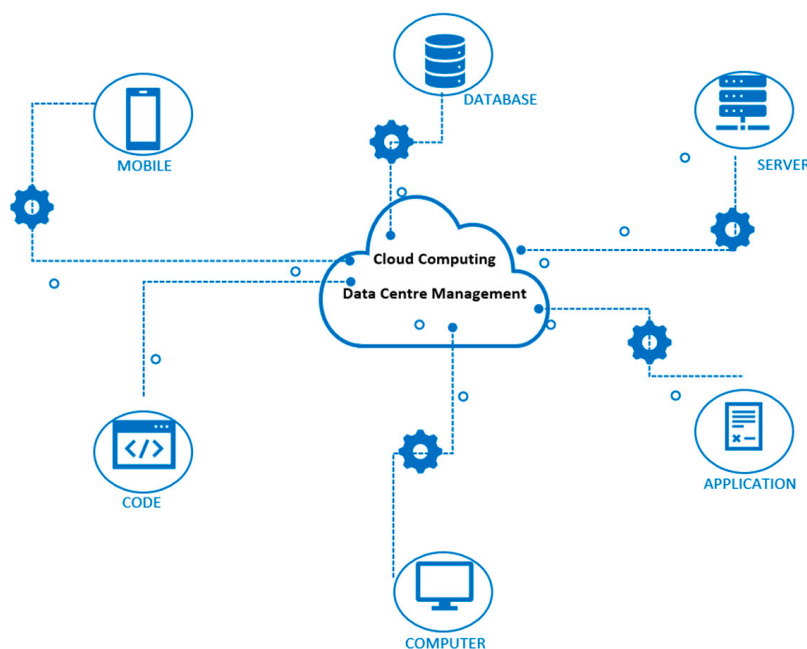 DATABASE
MOBILE
SERVER
Cloud Computing
Data Centre Management
</>
CODE
APPLICATION
COMPUTER